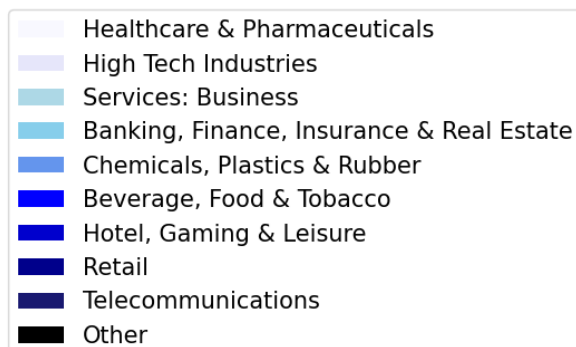 Healthcare & Pharmaceuticals
High Tech Industries
Services: Business
Banking, Finance, Insurance & Real Estate
Chemicals, Plastics & Rubber
Beverage, Food & Tobacco
Hotel, Gaming & Leisure
Retail
Telecommunications
Other